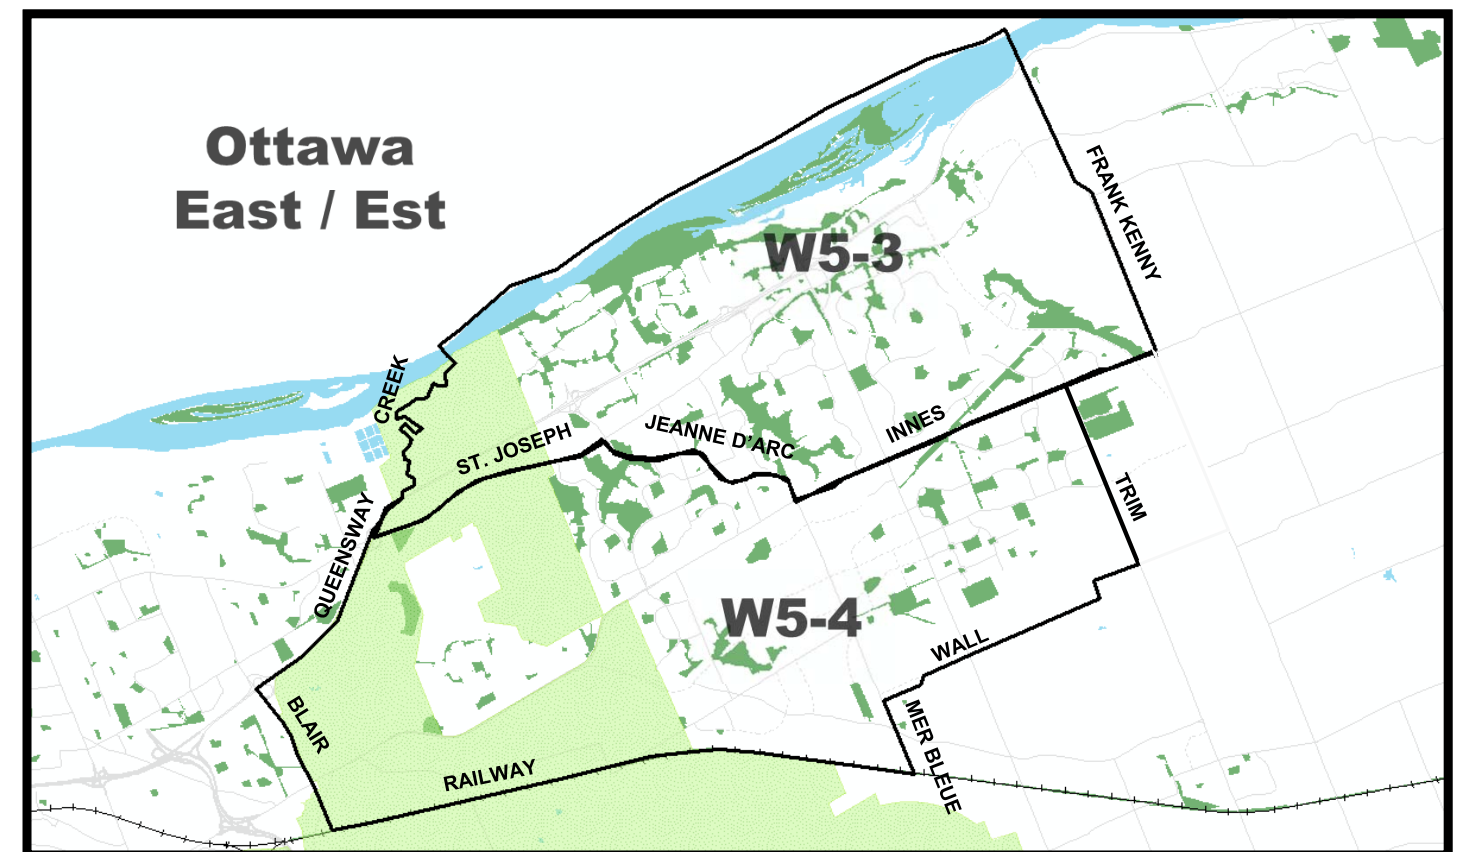 Ottawa
East / Est
W5-3
FRANK KENNY
CREEK
ST. JOSEPH
JEANNE D'ARC
INNES
QUEENSWAY
TRIM
W5-4
WALL
BLAIR
MER BLEUE
RAILWAY